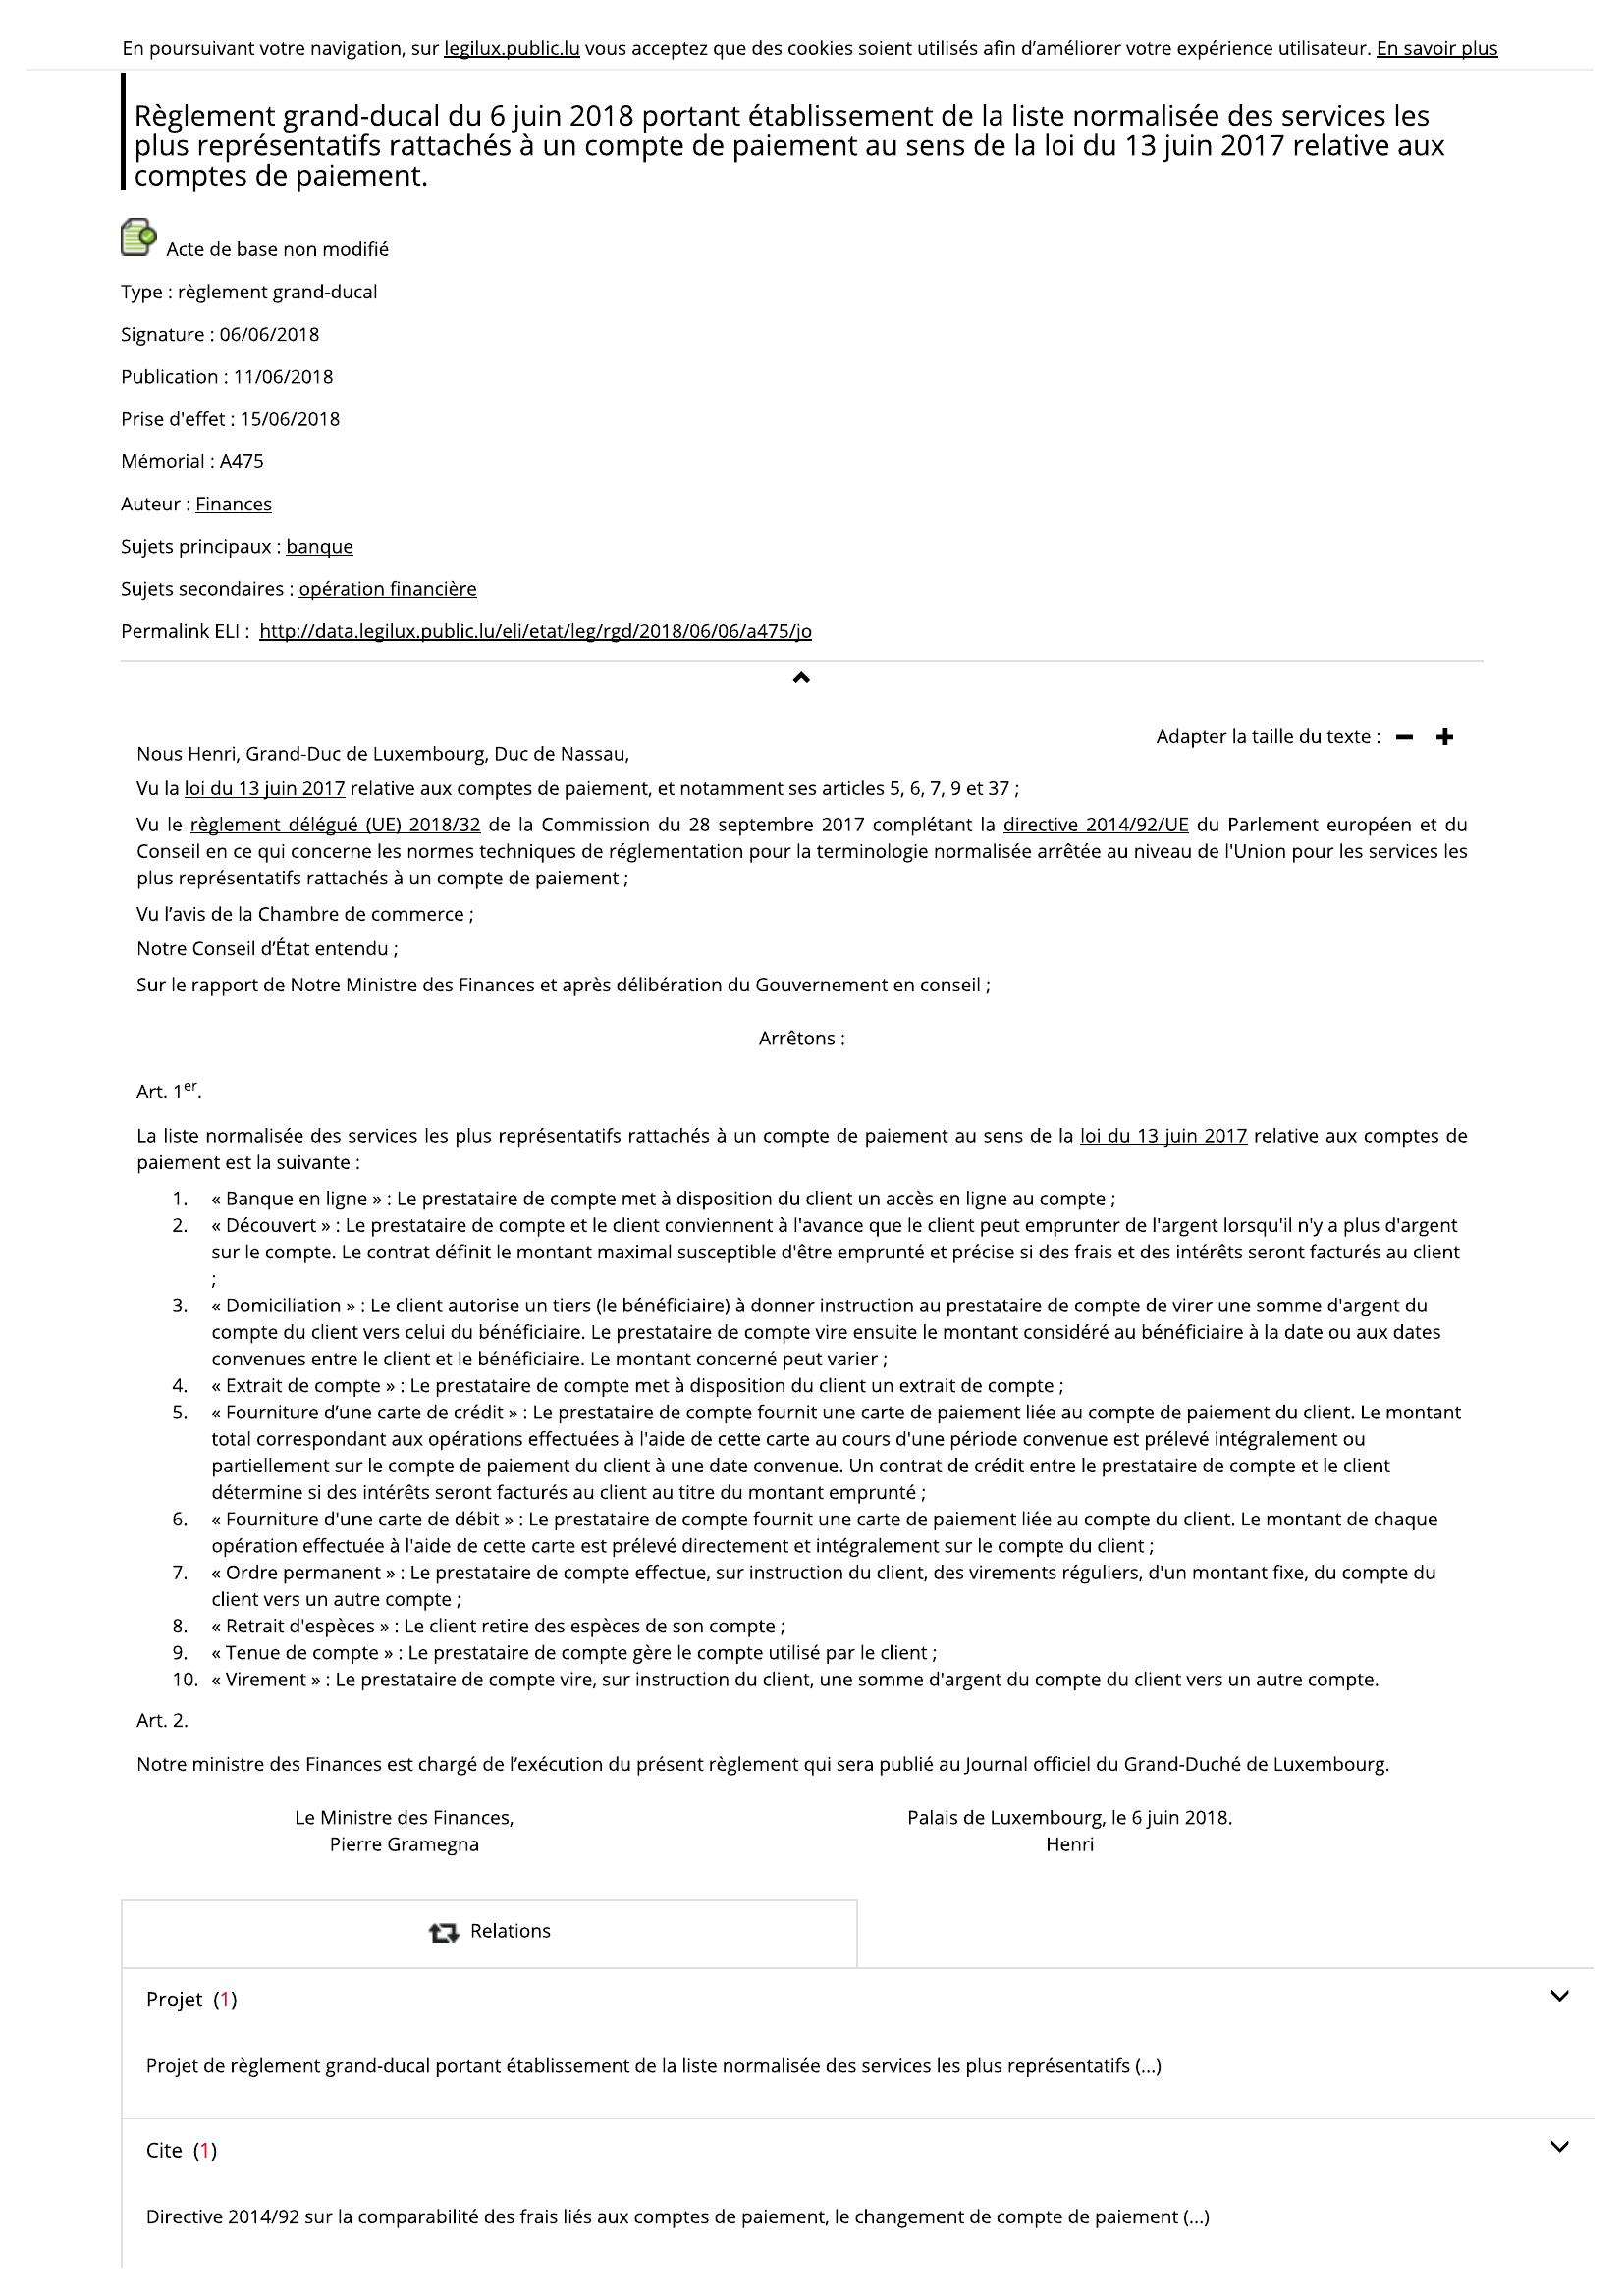 En poursuivant votre navigation, sur legilux.public.lu vous acceptez que des cookies soient utilisés afin d’améliorer votre expérience utilisateur. En savoir plus
Règlement grand-ducal du 6 juin 2018 portant établissement de la liste normalisée des services les
plus représentatifs rattachés à un compte de paiement au sens de la loi du 13 juin 2017 relative aux
comptes de paiement.
Acte de base non modifié
Type : règlement grand-ducal
Signature : 06/06/2018
Publication : 11/06/2018
Prise d'effet : 15/06/2018
Mémorial : A475
Auteur : Finances
Sujets principaux : banque
Sujets secondaires : opération financière
Permalink ELI : http://data.legilux.public.lu/eli/etat/leg/rgd/2018/06/06/a475/jo
Adapter la taille du texte :
Nous Henri, Grand-Duc de Luxembourg, Duc de Nassau,
Vu la loi du 13 juin 2017 relative aux comptes de paiement, et notamment ses articles 5, 6, 7, 9 et 37 ;
Vu le règlement délégué (UE) 2018/32 de la Commission du 28 septembre 2017 complétant la directive 2014/92/UE du Parlement européen et du
Conseil en ce qui concerne les normes techniques de réglementation pour la terminologie normalisée arrêtée au niveau de l'Union pour les services les
plus représentatifs rattachés à un compte de paiement ;
Vu l’avis de la Chambre de commerce ;
Notre Conseil d’État entendu ;
Sur le rapport de Notre Ministre des Finances et après délibération du Gouvernement en conseil ;
Arrêtons :
Art. 1er.
La liste normalisée des services les plus représentatifs rattachés à un compte de paiement au sens de la loi du 13 juin 2017 relative aux comptes de
paiement est la suivante :
1. « Banque en ligne » : Le prestataire de compte met à disposition du client un accès en ligne au compte ;
2. « Découvert » : Le prestataire de compte et le client conviennent à l'avance que le client peut emprunter de l'argent lorsqu'il n'y a plus d'argent
sur le compte. Le contrat définit le montant maximal susceptible d'être emprunté et précise si des frais et des intérêts seront facturés au client
;
3. « Domiciliation » : Le client autorise un tiers (le bénéficiaire) à donner instruction au prestataire de compte de virer une somme d'argent du
compte du client vers celui du bénéficiaire. Le prestataire de compte vire ensuite le montant considéré au bénéficiaire à la date ou aux dates
convenues entre le client et le bénéficiaire. Le montant concerné peut varier ;
4. « Extrait de compte » : Le prestataire de compte met à disposition du client un extrait de compte ;
5. « Fourniture d’une carte de crédit » : Le prestataire de compte fournit une carte de paiement liée au compte de paiement du client. Le montant
total correspondant aux opérations effectuées à l'aide de cette carte au cours d'une période convenue est prélevé intégralement ou
partiellement sur le compte de paiement du client à une date convenue. Un contrat de crédit entre le prestataire de compte et le client
détermine si des intérêts seront facturés au client au titre du montant emprunté ;
6. « Fourniture d'une carte de débit » : Le prestataire de compte fournit une carte de paiement liée au compte du client. Le montant de chaque
opération effectuée à l'aide de cette carte est prélevé directement et intégralement sur le compte du client ;
7. « Ordre permanent » : Le prestataire de compte effectue, sur instruction du client, des virements réguliers, d'un montant fixe, du compte du
client vers un autre compte ;
8. « Retrait d'espèces » : Le client retire des espèces de son compte ;
9. « Tenue de compte » : Le prestataire de compte gère le compte utilisé par le client ;
10. « Virement » : Le prestataire de compte vire, sur instruction du client, une somme d'argent du compte du client vers un autre compte.
Art. 2.
Notre ministre des Finances est chargé de l’exécution du présent règlement qui sera publié au Journal officiel du Grand-Duché de Luxembourg.
Le Ministre des Finances,
Pierre Gramegna
Palais de Luxembourg, le 6 juin 2018.
Henri
Relations
Projet (1)
Projet de règlement grand-ducal portant établissement de la liste normalisée des services les plus représentatifs (...)
Cite (1)
Directive 2014/92 sur la comparabilité des frais liés aux comptes de paiement, le changement de compte de paiement (...)